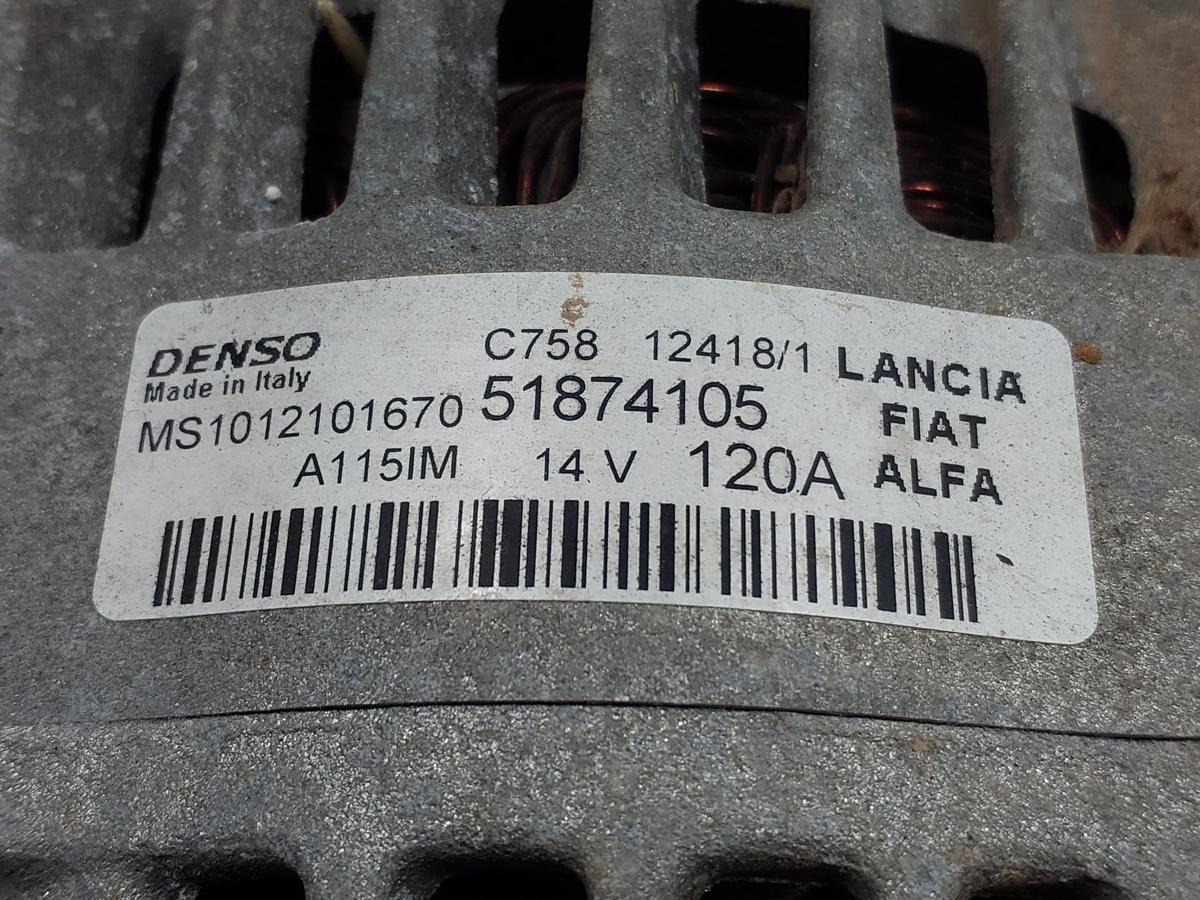 DENSO C758 12418/1 LANCIA
Made in Italy
MS1012101670 51874105 FIAT
A115IM 14 V 120A ALFA